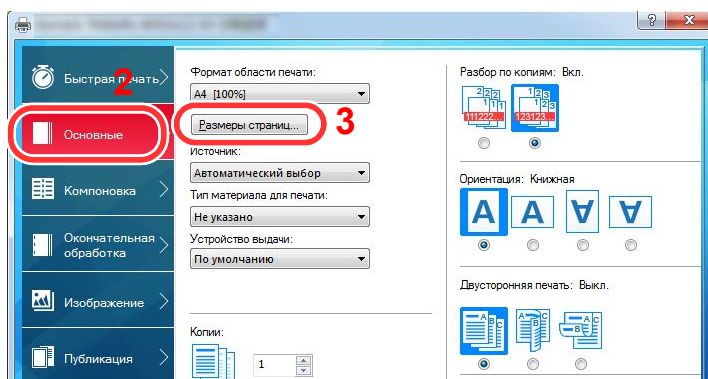 Быстрая печать
2
Основные
Компоновка
Окончательная
обработка
Изображение
Публикация
Формат области печати:
A4 [100%]
Размеры страниц...
3
Источник:
Автоматический выбор
Тип материала для печати:
Не указано
Устройство выдачи:
По умолчанию
Копии:
1
Разбор по копиям: Вкл.
111222...
123123...
Ориентация: Книжная
A A A A
Двусторонняя печать: Выкл.